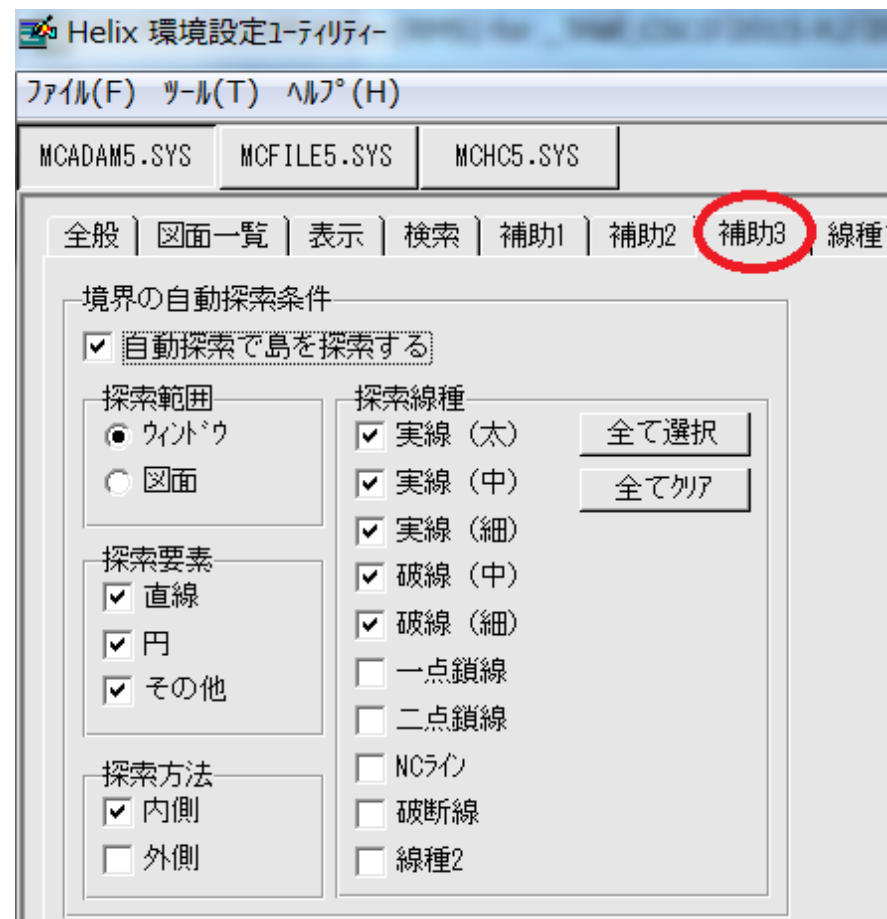 Helix 環境設定ﾕｰﾃｨﾘﾃｨｰ
ﾌｧｲﾙ(F) ﾂｰﾙ(T) ﾍﾙﾌﾟ(H)
MCADAM5.SYS MCFILE5.SYS MCHC5.SYS
全般 図面一覧 表示 検索 補助1 補助2 補助3 線種
境界の自動探索条件
自動探索で島を探索する
探索範囲
ｳｨﾝﾄﾞｳ
図面
探索要素
直線
円
その他
探索方法
内側
外側
探索線種
実線（太） 全て選択
実線（中） 全てｸﾘｱ
実線（細）
破線（中）
破線（細）
一点鎖線
二点鎖線
NCﾗｲﾝ
破断線
線種2